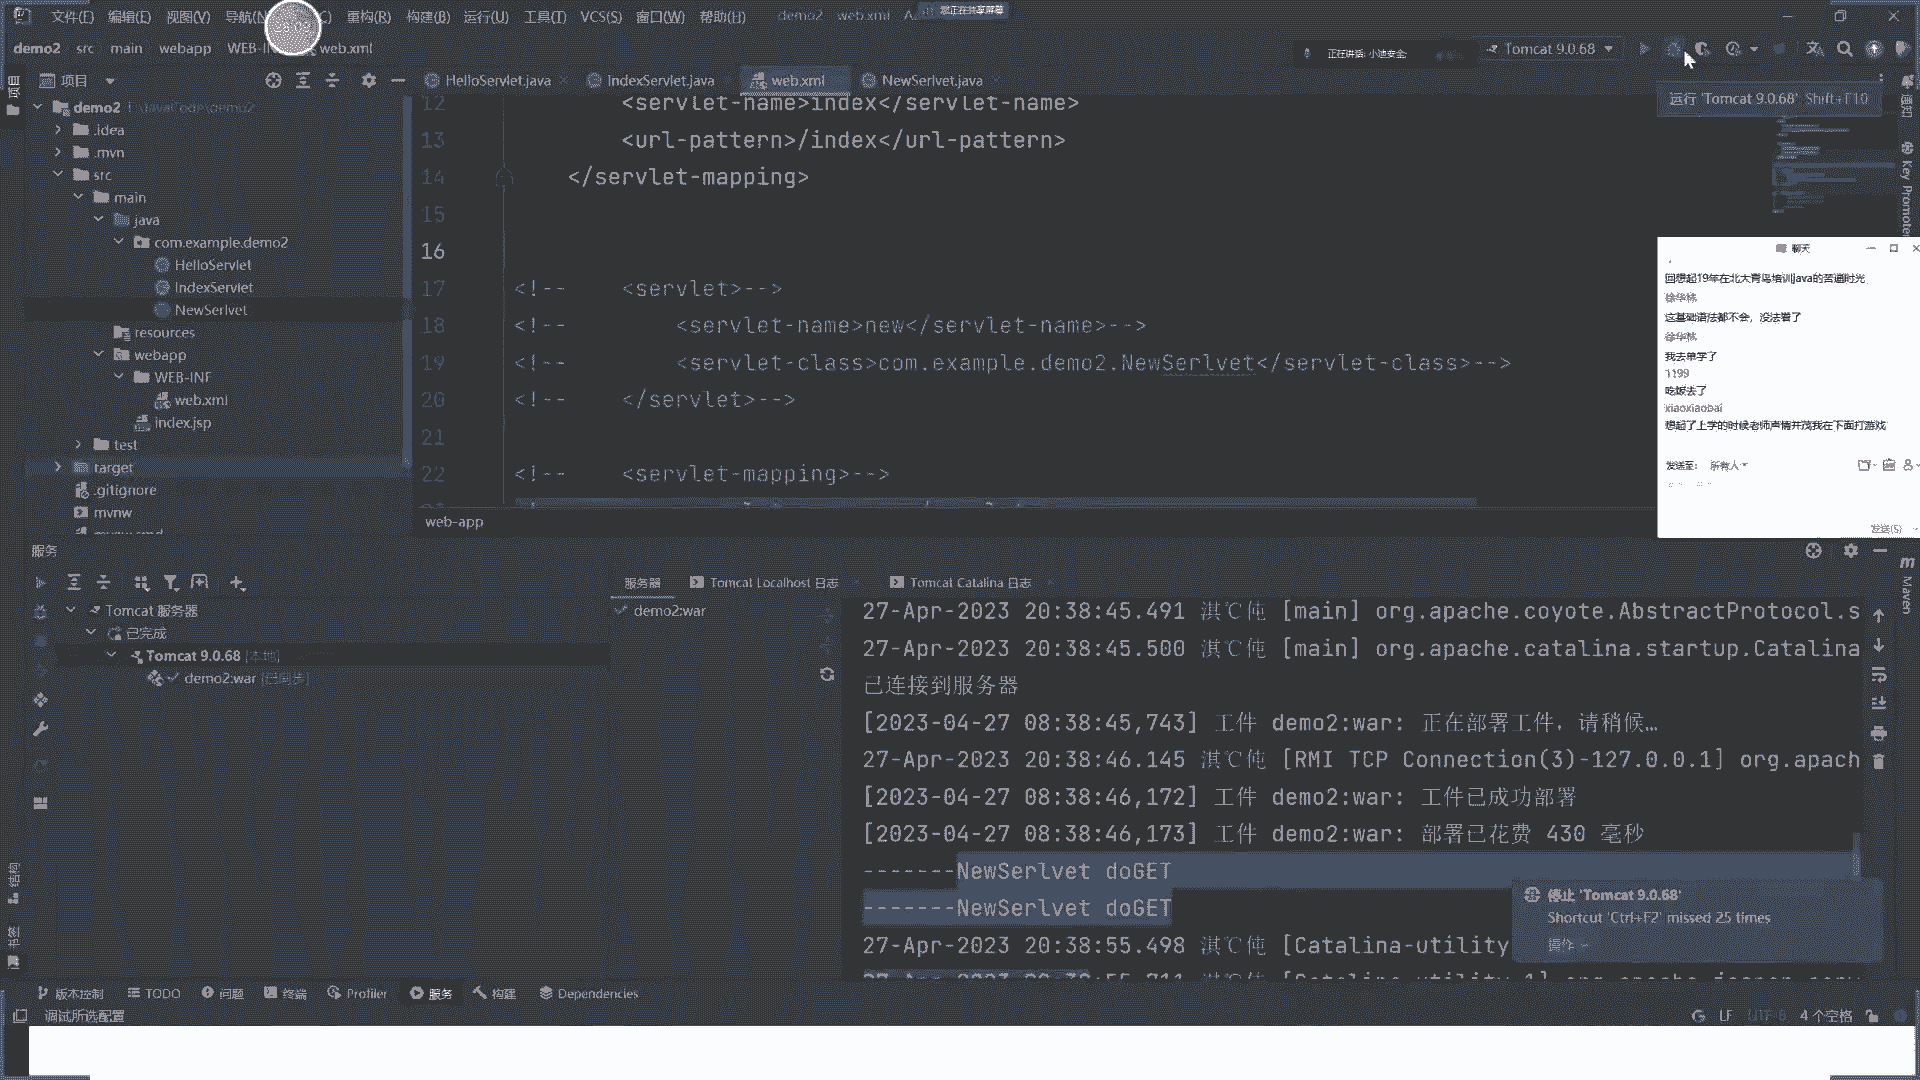 文件(F) 编辑(E) 视图(V) 重构(R) 构建(B) 运行(U) 工具(T) VCS(S) 窗口(W) 帮助(H) demo2 web.xml
您正在共享屏幕
demo2 src main webapp web.xml
正在讲话: 小迪安全;
Tomcat 9.0.68
运行 'Tomcat 9.0.68' Shift+F10
项目
HelloServlet.java
IndexServlet.java
web.xml
NewSerlvet.java
demo2
.idea
.mvn
src
main
java
com.example.demo2
HelloServlet
IndexServlet
NewSerlvet
resources
webapp
WEB-INF
web.xml
index.jsp
test
target
.gitignore
mvnw
12 <servlet-name>index</servlet-name>
13 <url-pattern>/index</url-pattern>
14 </servlet-mapping>
15
16
17 <!-- <servlet>-->
18 <!-- <servlet-name>new</servlet-name>-->
19 <!-- <servlet-class>com.example.demo2.NewSerlvet</servlet-class>-->
20 <!-- </servlet>-->
21
22 <!-- <servlet-mapping>-->
web-app
通知
Key Promoter
Maven
聊天
回想起19年在北大青鸟培训java的苦逼时光
徐华林
这基础语法都不会，没法看了
徐华林
我去单学了
1199
吃饭去了
xiaoxiaobai
想起了上学的时候老师声情并茂我在下面打游戏
发送至: 所有人
发送(S)
服务
Tomcat 服务器
已完成
Tomcat 9.0.68 [本地]
demo2:war [已同步]
服务器
Tomcat Localhost 日志
Tomcat Catalina 日志
demo2:war
27-Apr-2023 20:38:45.491 淇℃伅 [main] org.apache.coyote.AbstractProtocol.s
27-Apr-2023 20:38:45.500 淇℃伅 [main] org.apache.catalina.startup.Catalina
已连接到服务器
[2023-04-27 08:38:45,743] 工件 demo2:war: 正在部署工件，请稍候…
27-Apr-2023 20:38:46.145 淇℃伅 [RMI TCP Connection(3)-127.0.0.1] org.apach
[2023-04-27 08:38:46,172] 工件 demo2:war: 工件已成功部署
[2023-04-27 08:38:46,173] 工件 demo2:war: 部署已花费 430 毫秒
-------NewSerlvet doGET
-------NewSerlvet doGET
27-Apr-2023 20:38:55.498 淇℃伅 [Catalina-utility
停止 'Tomcat 9.0.68'
Shortcut 'Ctrl+F2' missed 25 times
操作
结构
书签
版本控制 TODO 问题 终端 Profiler 服务 构建 Dependencies
调试所选配置
LF UTF-8 4 个空格